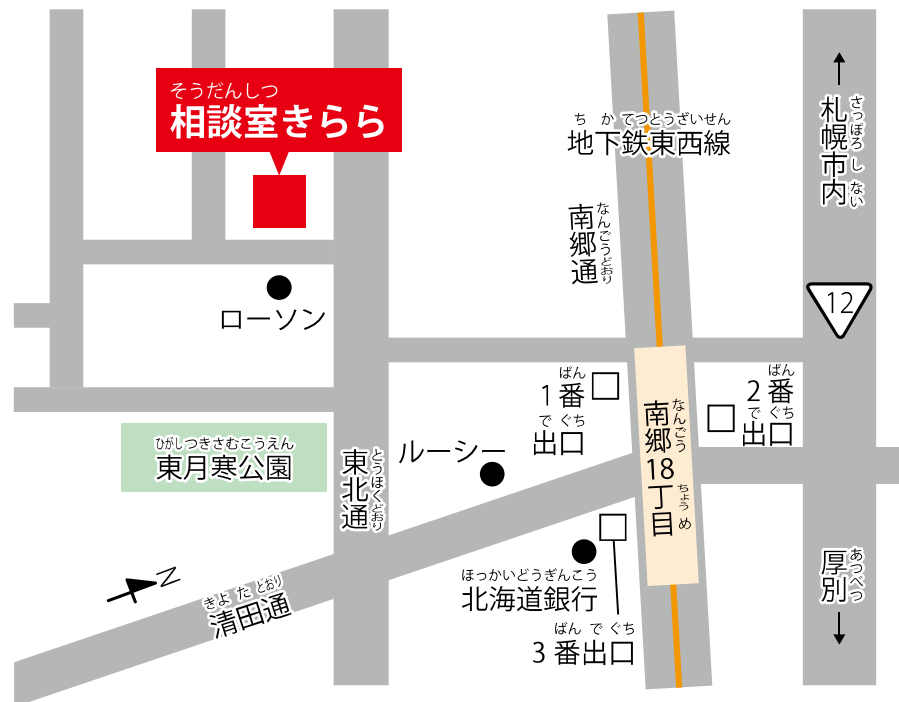 そうだんしつ
相談室きらら
ち か てつとうざいせん
地下鉄東西線
さっぽろ し ない
札幌市内
なんごうどおり
南郷通
12
ローソン
ばん
1番
で ぐち
出口
ばん
2番
で ぐち
出口
なんごう ちょう め
南郷18丁目
ひがしつきさむこうえん
東月寒公園
とうほくどおり
東北通
ルーシー
あつべつ
厚別
N
きよ た どおり
清田通
ほっかいどうぎんこう
北海道銀行
ばん で ぐち
3番出口